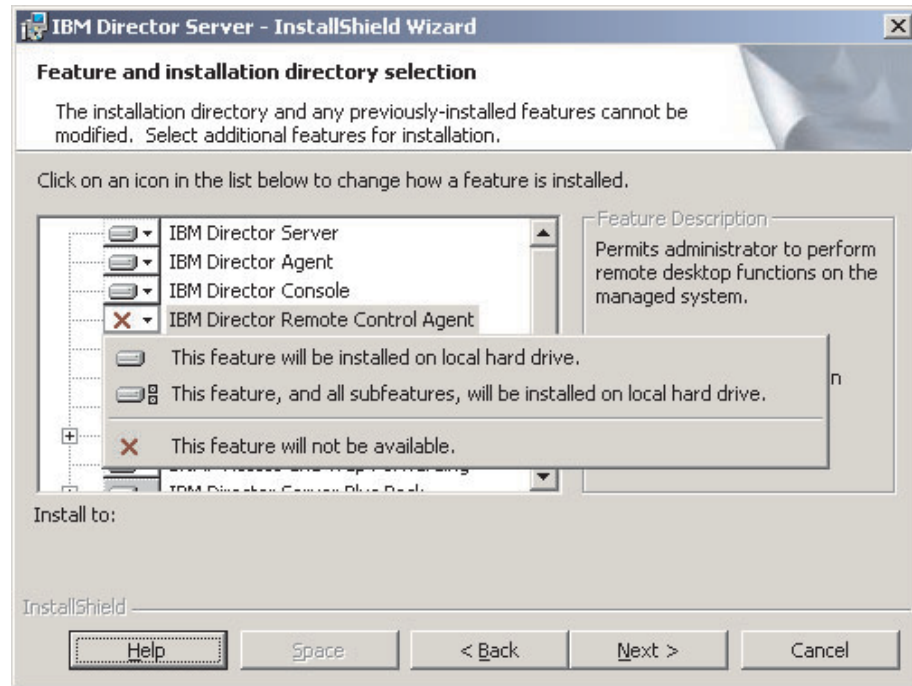 IBM Director Server - InstallShield Wizard
Feature and installation directory selection
The installation directory and any previously-installed features cannot be
modified. Select additional features for installation.
Click on an icon in the list below to change how a feature is installed.
IBM Director Server
IBM Director Agent
IBM Director Console
IBM Director Remote Control Agent
Feature Description
Permits administrator to perform
remote desktop functions on the
managed system.
This feature will be installed on local hard drive.
This feature, and all subfeatures, will be installed on local hard drive.
This feature will not be available.
n
IBM Director Server Plus Pack
Install to:
InstallShield
Help
Space
< Back
Next >
Cancel